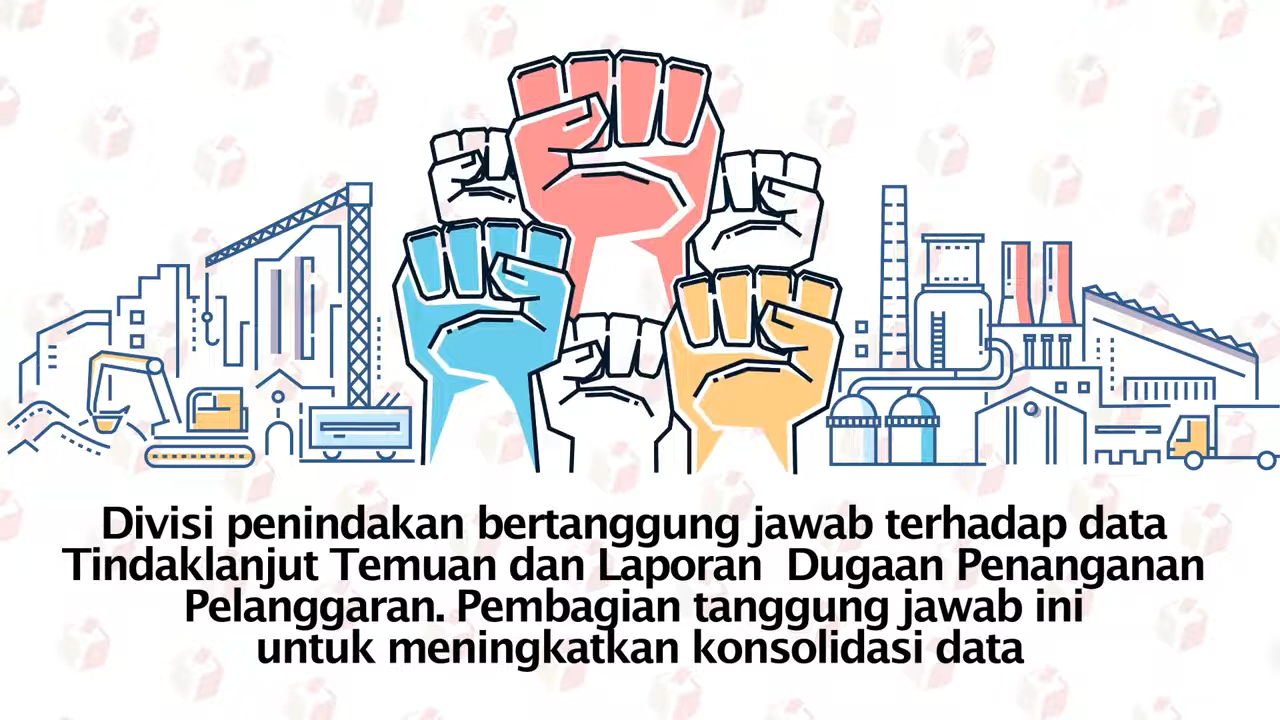 Divisi penindakan bertanggung jawab terhadap data
Tindaklanjut Temuan dan Laporan  Dugaan Penanganan
Pelanggaran. Pembagian tanggung jawab ini
untuk meningkatkan konsolidasi data